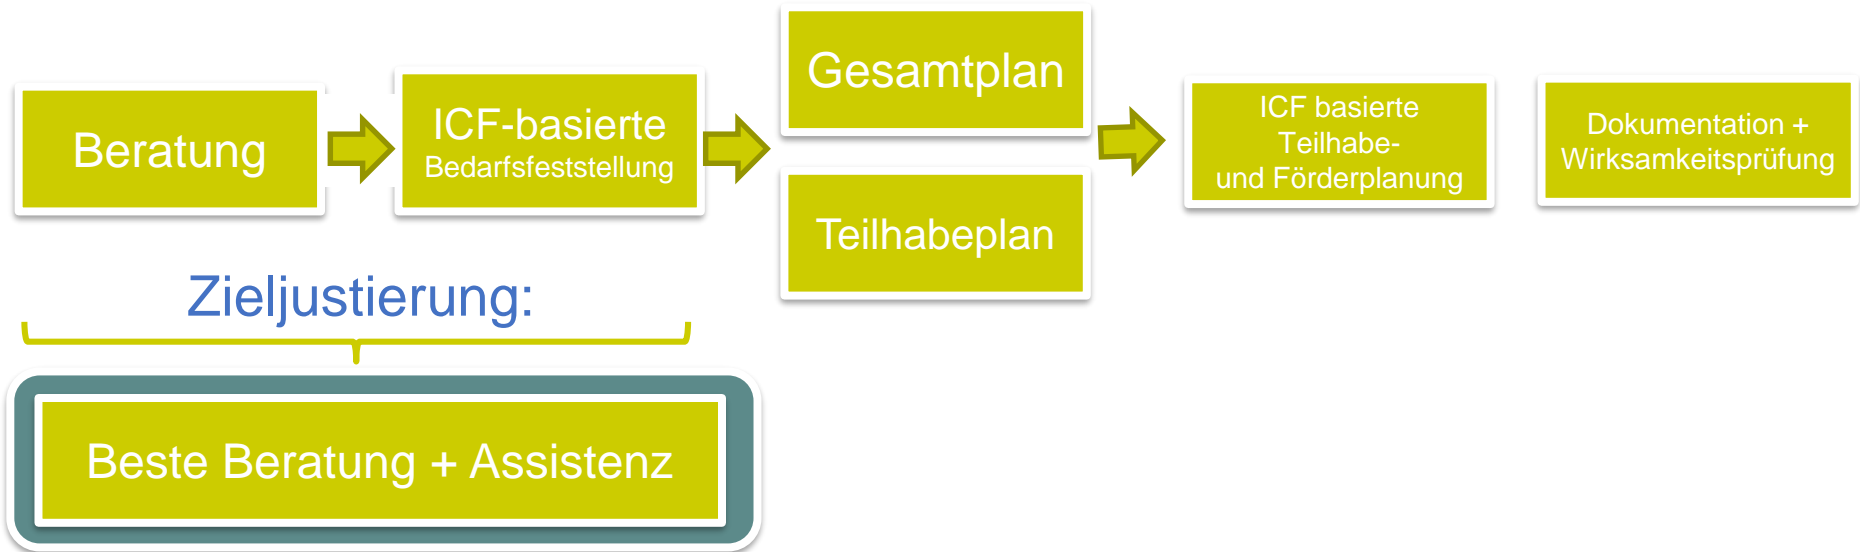 Beratung
ICF-basierte
Bedarfsfeststellung
Gesamtplan
Teilhabeplan
ICF basierte
Teilhabe-
und Förderplanung
Dokumentation +
Wirksamkeitsprüfung
Zieljustierung:
Beste Beratung + Assistenz